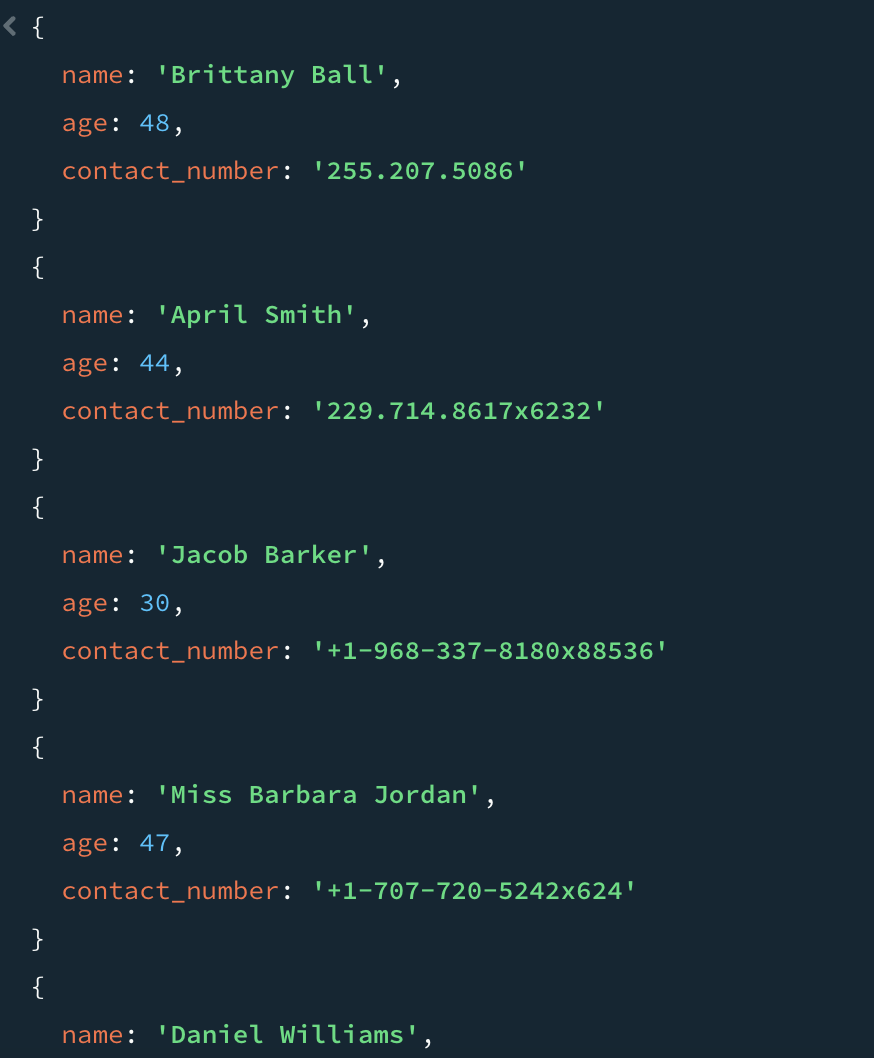 {
name: 'Brittany Ball',
age: 48,
contact_number: '255.207.5086'
}
{
name: 'April Smith',
age: 44,
contact_number: '229.714.8617x6232'
}
{
name: 'Jacob Barker',
age: 30,
contact_number: '+1-968-337-8180x88536'
}
{
name: 'Miss Barbara Jordan',
age: 47,
contact_number: '+1-707-720-5242x624'
}
{
name: 'Daniel Williams',